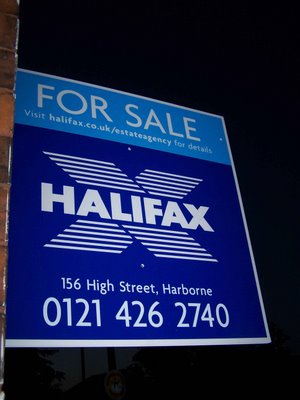 FOR SALE
Visit halifax.co.uk/estateagency for details
HALIFAX
156 High Street, Harborne
0121 426 2740